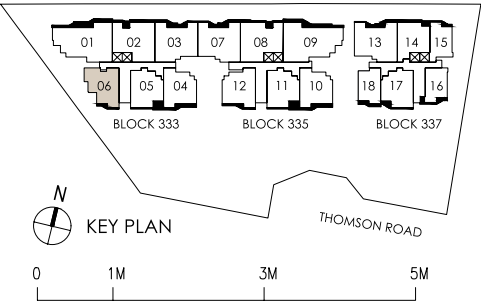 01 02 03 07 08 09 13 14 15
06 05 04 12 11 10 18 17 16
BLOCK 333 BLOCK 335 BLOCK 337
THOMSON ROAD
N
KEY PLAN
0 1M 3M 5M